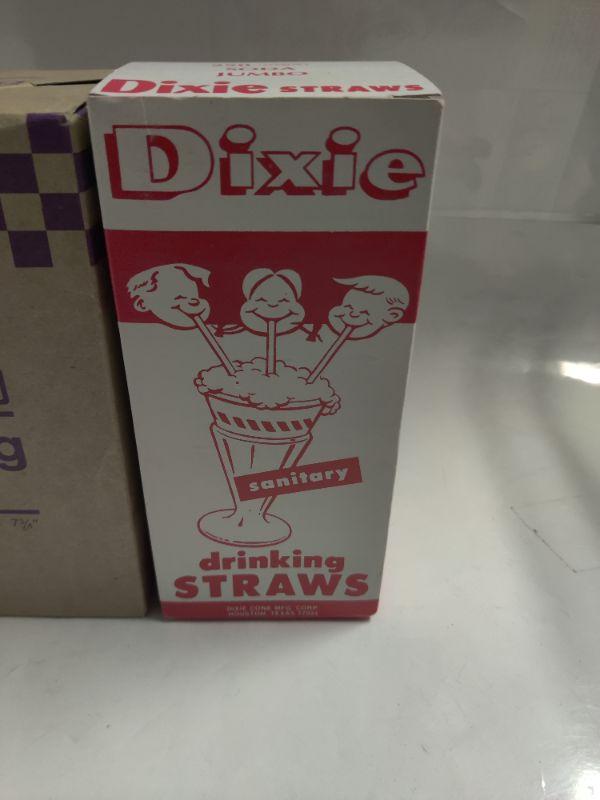 SODA
JUMBO
Dixie STRAWS
Dixie
sanitary
drinking
STRAWS
DIXIE CONE MFG. CORP.
HOUSTON, TEXAS
g